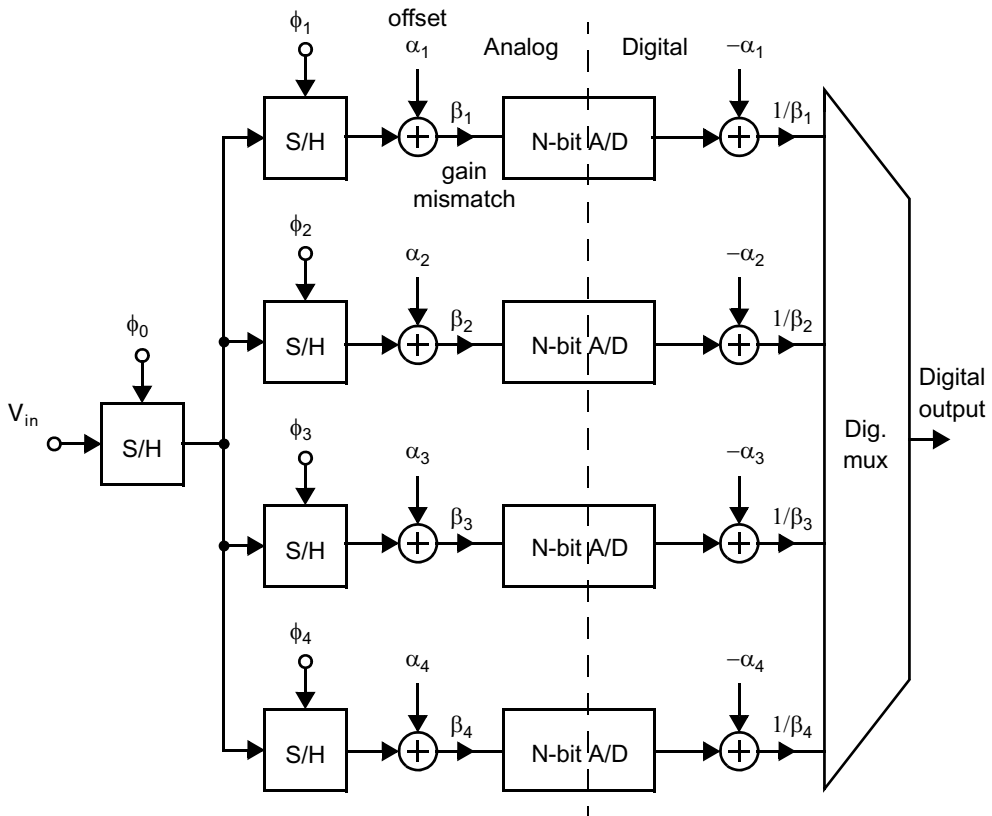 ϕ1
offset
α1
Analog
Digital
−α1
S/H
β1
N-bit A/D
1/β1
gain
mismatch
ϕ2
α2
−α2
S/H
β2
N-bit A/D
1/β2
ϕ0
Vin
S/H
ϕ3
α3
−α3
S/H
β3
N-bit A/D
1/β3
Dig.
mux
Digital
output
ϕ4
α4
−α4
S/H
β4
N-bit A/D
1/β4